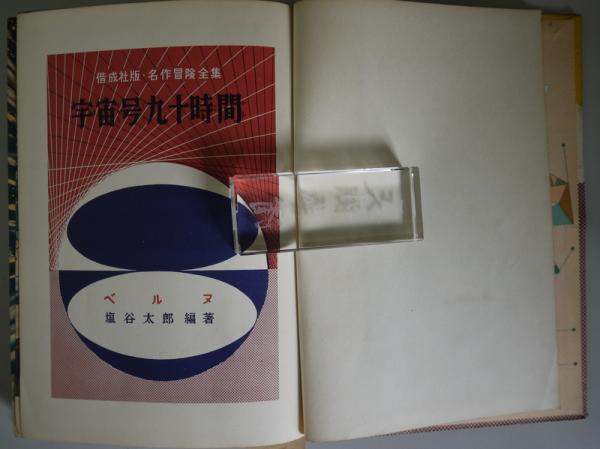 偕成社版・名作冒険全集
宇宙号九十時間
ベルヌ
塩谷太郎編著